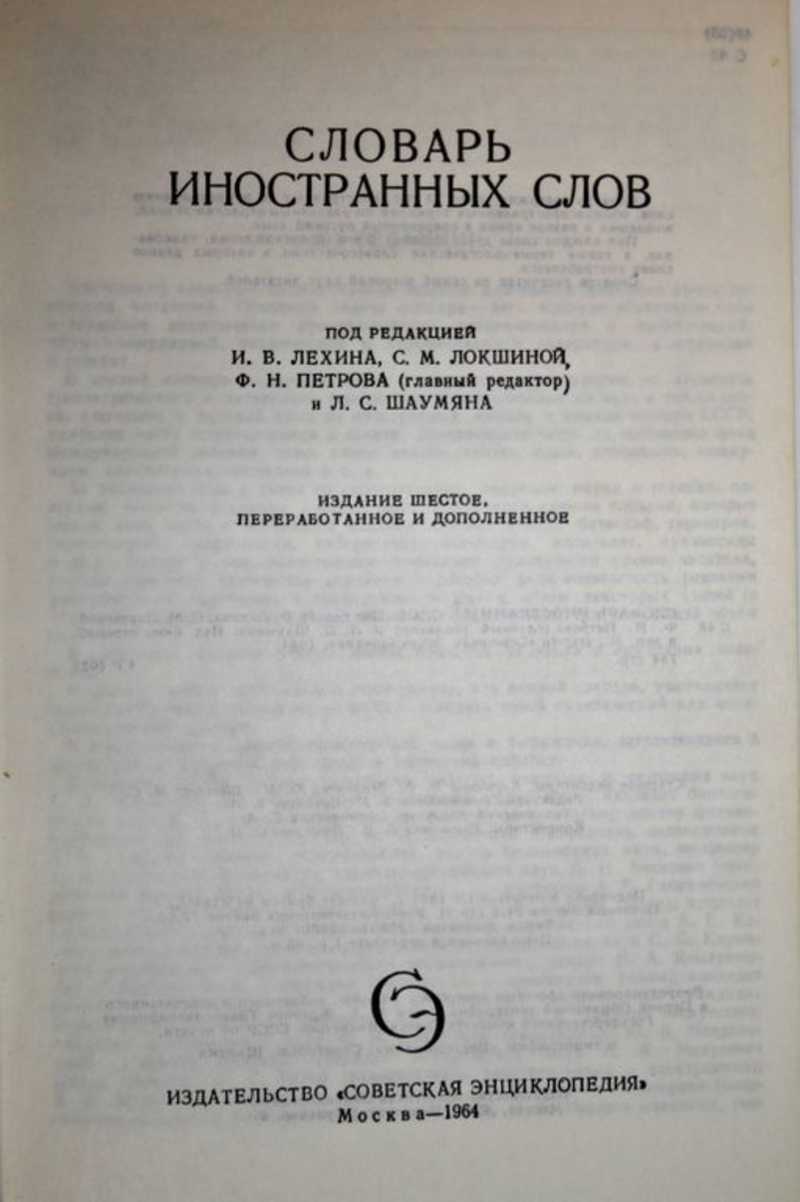 СЛОВАРЬ
ИНОСТРАННЫХ СЛОВ
ПОД РЕДАКЦИЕЙ
И. В. ЛЕХИНА, С. М. ЛОКШИНОЙ,
Ф. Н. ПЕТРОВА (главный редактор)
и Л. С. ШАУМЯНА
ИЗДАНИЕ ШЕСТОЕ,
ПЕРЕРАБОТАННОЕ И ДОПОЛНЕННОЕ
СЭ
ИЗДАТЕЛЬСТВО «СОВЕТСКАЯ ЭНЦИКЛОПЕДИЯ»
Москва—1964